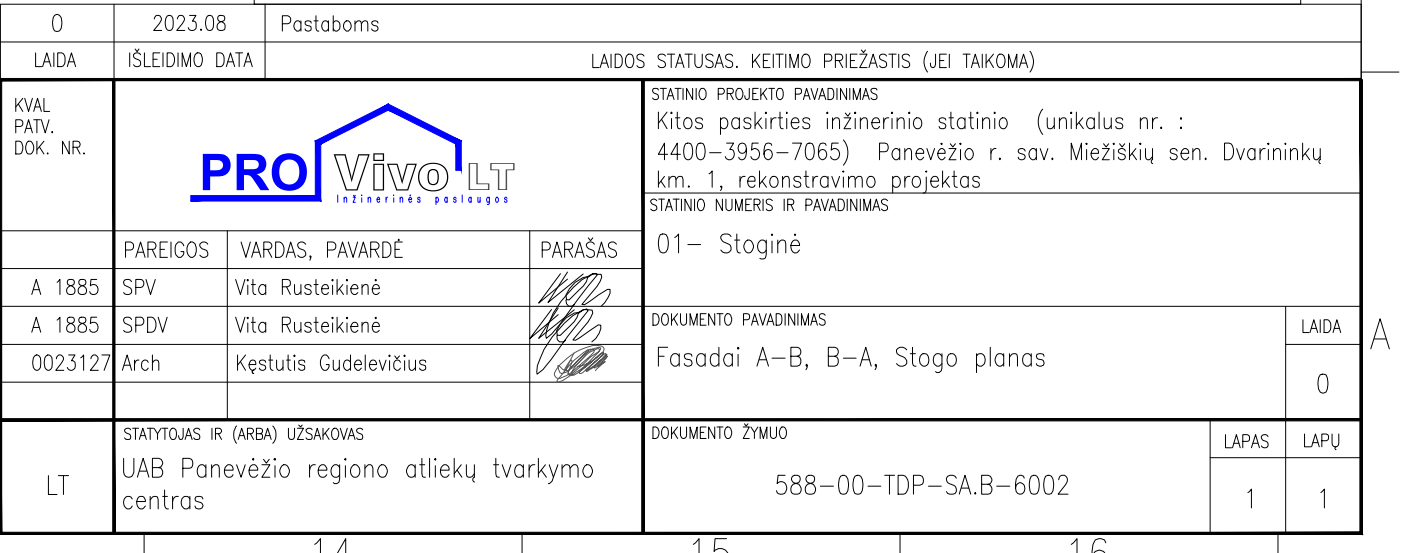 0 2023.08 Pastaboms
LAIDA IŠLEIDIMO DATA LAIDOS STATUSAS. KEITIMO PRIEŽASTIS (JEI TAIKOMA)
KVAL
PATV.
DOK. NR.
PRO Vivo LT
Inžinerinės paslaugos
STATINIO PROJEKTO PAVADINIMAS
Kitos paskirties inžinerinio statinio (unikalus nr. :
4400-3956-7065) Panevėžio r. sav. Miežiškių sen. Dvarininkų
km. 1, rekonstravimo projektas
STATINIO NUMERIS IR PAVADINIMAS
01- Stoginė
PAREIGOS VARDAS, PAVARDĖ PARAŠAS
A 1885 SPV Vita Rusteikienė
A 1885 SPDV Vita Rusteikienė
0023127 Arch Kęstutis Gudelevičius
DOKUMENTO PAVADINIMAS LAIDA
Fasadai A-B, B-A, Stogo planas
0
A
LT
STATYTOJAS IR (ARBA) UŽSAKOVAS
UAB Panevėžio regiono atliekų tvarkymo
centras
DOKUMENTO ŽYMUO LAPAS LAPŲ
588-00-TDP-SA.B-6002 1 1
14 15 16